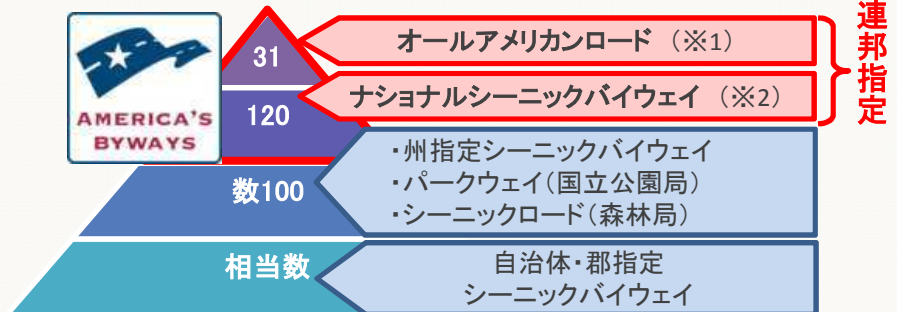 AMERICA'S
BYWAYS
31
オールアメリカンロード （※1）
120
ナショナルシーニックバイウェイ （※2）
連邦指定
数100
・州指定シーニックバイウェイ
・パークウェイ（国立公園局）
・シーニックロード（森林局）
相当数
自治体・郡指定
シーニックバイウェイ